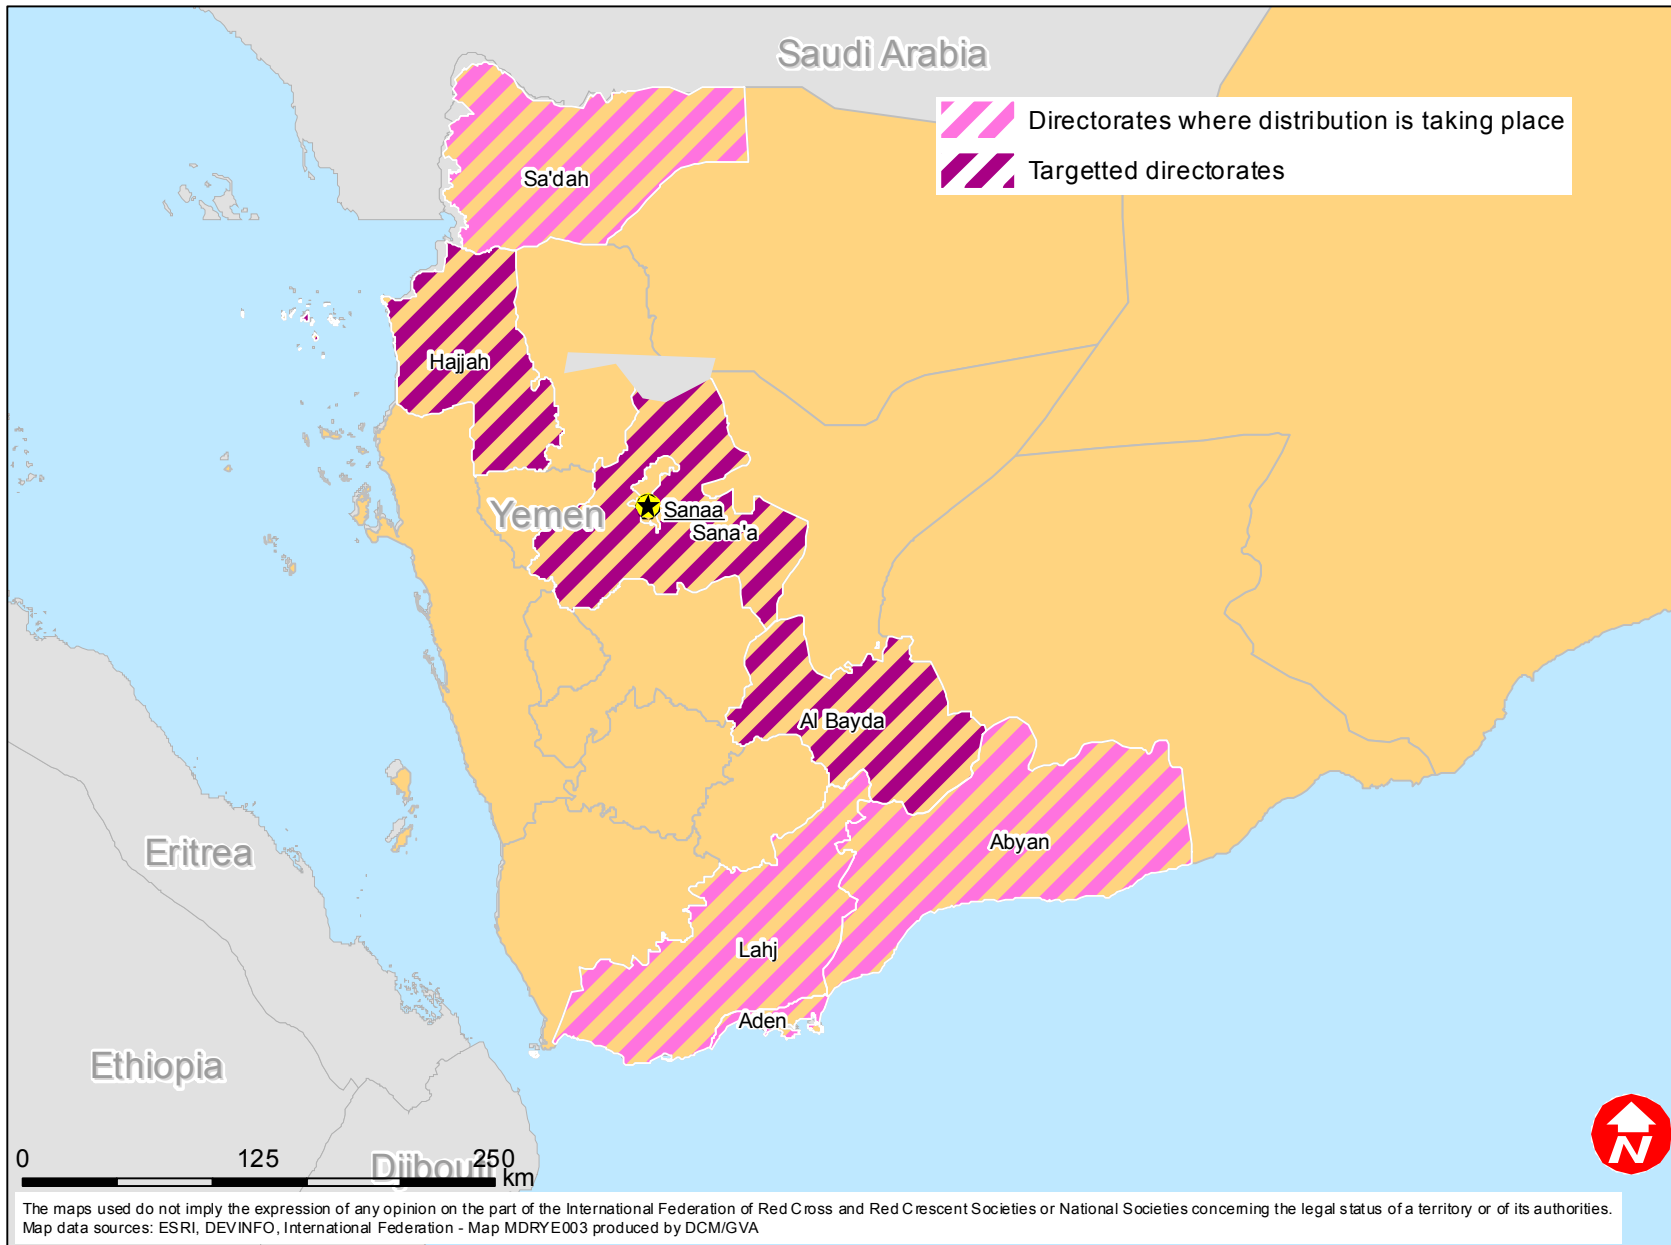 Saudi Arabia
Directorates where distribution is taking place
Targetted directorates
Sa'dah
Hajjah
Yemen
Sanaa
Sana'a
Al Bayda
Abyan
Eritrea
Lahj
Aden
Ethiopia
N
0 125 250
Djibouti
km
The maps used do not imply the expression of any opinion on the part of the International Federation of Red Cross and Red Crescent Societies or National Societies concerning the legal status of a territory or of its authorities.
Map data sources: ESRI, DEVINFO, International Federation - Map MDRYE003 produced by DCM/GVA